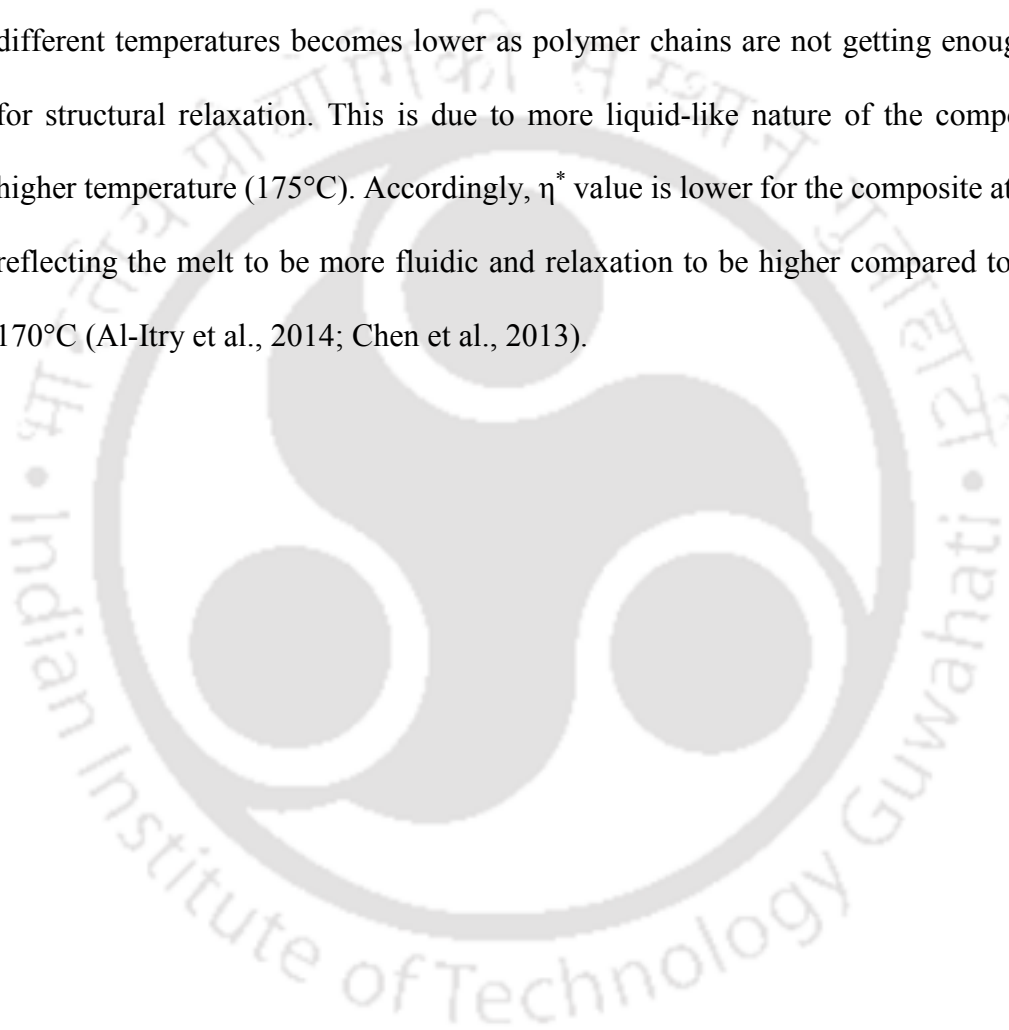 different temperatures becomes lower as polymer chains are not getting enoug
for structural relaxation. This is due to more liquid-like nature of the comp
higher temperature (175°C). Accordingly, η* value is lower for the composite at
reflecting the melt to be more fluidic and relaxation to be higher compared to
170°C (Al-Itry et al., 2014; Chen et al., 2013).
भारतीय प्रौद्योगिकी संस्थान गुवाहाटी
• Indian Institute of Technology Guwahati •